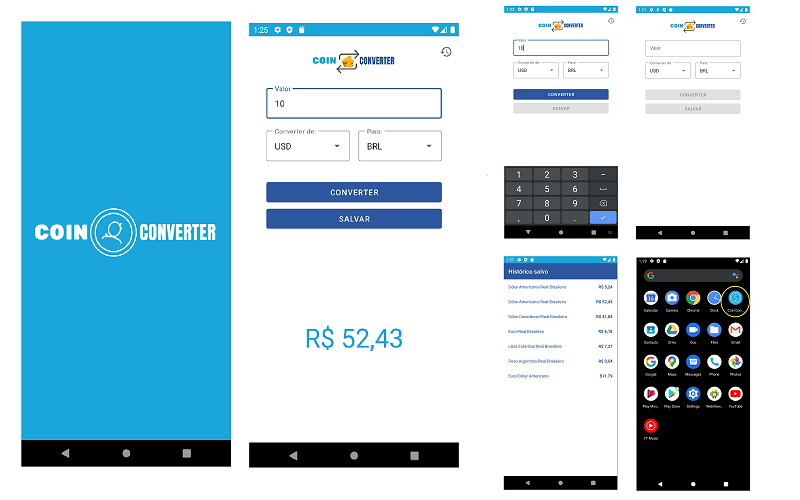 COIN CONVERTER
1:25
COIN CONVERTER
Valor
10
Converter de:
Para:
USD
BRL
CONVERTER
SALVAR
R$ 52,43
1:23
COIN CONVERTER
Valor
10
Converter de:
Para:
USD
BRL
CONVERTER
SALVAR
1 2 3 –
4 5 6
7 8 9
, 0 .
1:21
COIN CONVERTER
Valor
Converter de:
Para:
USD
BRL
CONVERTER
SALVAR
Histórico salvo
Dólar Americano/Real Brasileiro R$ 5,24
Dólar Americano/Real Brasileiro R$ 52,43
Dólar Canadense/Real Brasileiro R$ 41,84
Euro/Real Brasileiro R$ 6,18
Libra Esterlina/Real Brasileiro R$ 7,27
Peso Argentino/Real Brasileiro R$ 0,54
Euro/Dólar Americano $11,79
1:19
Calendar Camera Chrome Clock Coin Con...
Contacts Drive Duo Files Gmail
Google Maps Messages Phone Photos
Play Mov... Play Store Settings WebView... YouTube
YT Music